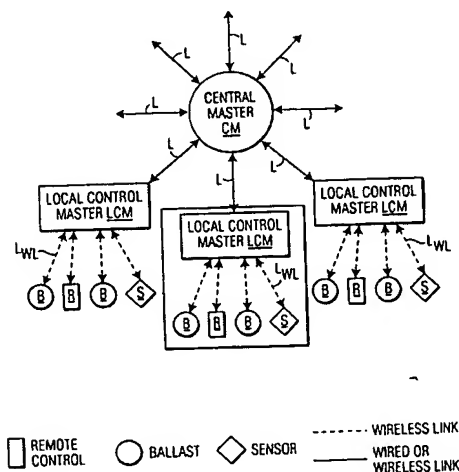 L
L
L
L
L
CENTRAL
MASTER
CM
L
L
L
LOCAL CONTROL
MASTER LCM
LOCAL CONTROL
MASTER LCM
LOCAL CONTROL
MASTER LCM
LWL
LWL
LWL
B
R
B
S
B
R
B
S
B
R
B
S
REMOTE
CONTROL
BALLAST
SENSOR
WIRELESS LINK
WIRED OR
WIRELESS LINK